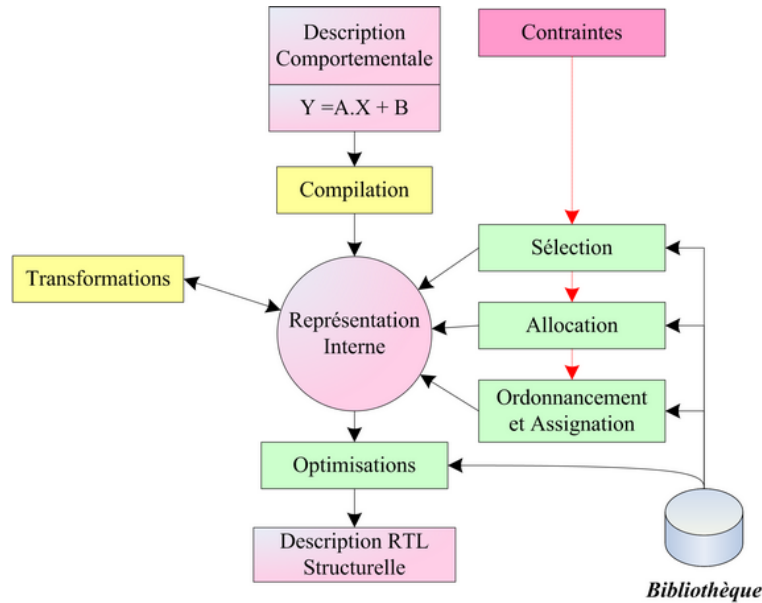 Description
Comportementale
Contraintes
Y =A.X + B
Compilation
Sélection
Transformations
Représentation
Interne
Allocation
Ordonnancement
et Assignation
Optimisations
Description RTL
Structurelle
Bibliothèque